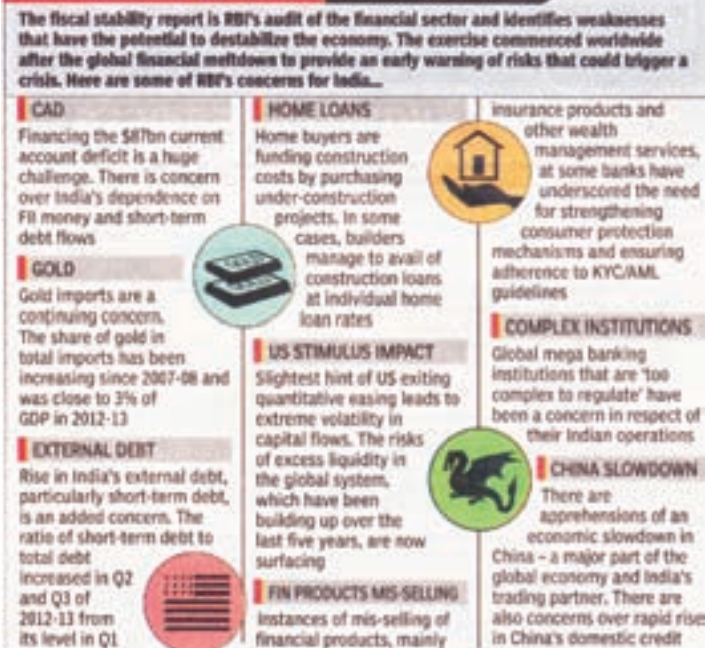 The fiscal stability report is RBI's audit of the financial sector and identifies weaknesses
that have the potential to destabilize the economy. The exercise commenced worldwide
after the global financial meltdown to provide an early warning of risks that could trigger a
crisis. Here are some of RBI's concerns for India...
CAD
Financing the $87bn current
account deficit is a huge
challenge. There is concern
over India's dependence on
FII money and short-term
debt flows
GOLD
Gold imports are a
continuing concern.
The share of gold in
total imports has been
increasing since 2007-08 and
was close to 3% of
GDP in 2012-13
EXTERNAL DEBT
Rise in India's external debt,
particularly short-term debt,
is an added concern. The
ratio of short-term debt to
total debt
increased in Q2
and Q3 of
2012-13 from
its level in Q1
HOME LOANS
Home buyers are
funding construction
costs by purchasing
under-construction
projects. In some
cases, builders
manage to avail of
construction loans
at individual home
loan rates
US STIMULUS IMPACT
Slightest hint of US exiting
quantitative easing leads to
extreme volatility in
capital flows. The risks
of excess liquidity in
the global system,
which have been
building up over the
last five years, are now
surfacing
FIN PRODUCTS MIS-SELLING
Instances of mis-selling of
financial products, mainly
insurance products and
other wealth
management services,
at some banks have
underscored the need
for strengthening
consumer protection
mechanisms and ensuring
adherence to KYC/AML
guidelines
COMPLEX INSTITUTIONS
Global mega banking
institutions that are 'too
complex to regulate' have
been a concern in respect of
their Indian operations
CHINA SLOWDOWN
There are
apprehensions of an
economic slowdown in
China – a major part of the
global economy and India's
trading partner. There are
also concerns over rapid rise
in China's domestic credit